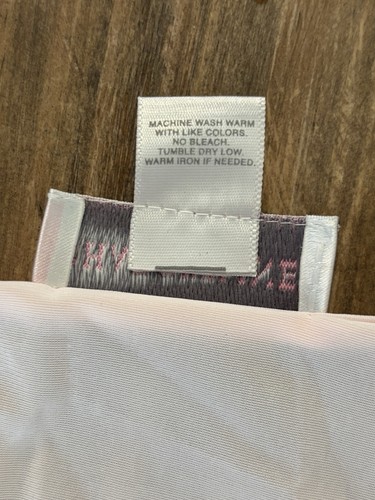 MACHINE WASH WARM
WITH LIKE COLORS.
NO BLEACH.
TUMBLE DRY LOW.
WARM IRON IF NEEDED.